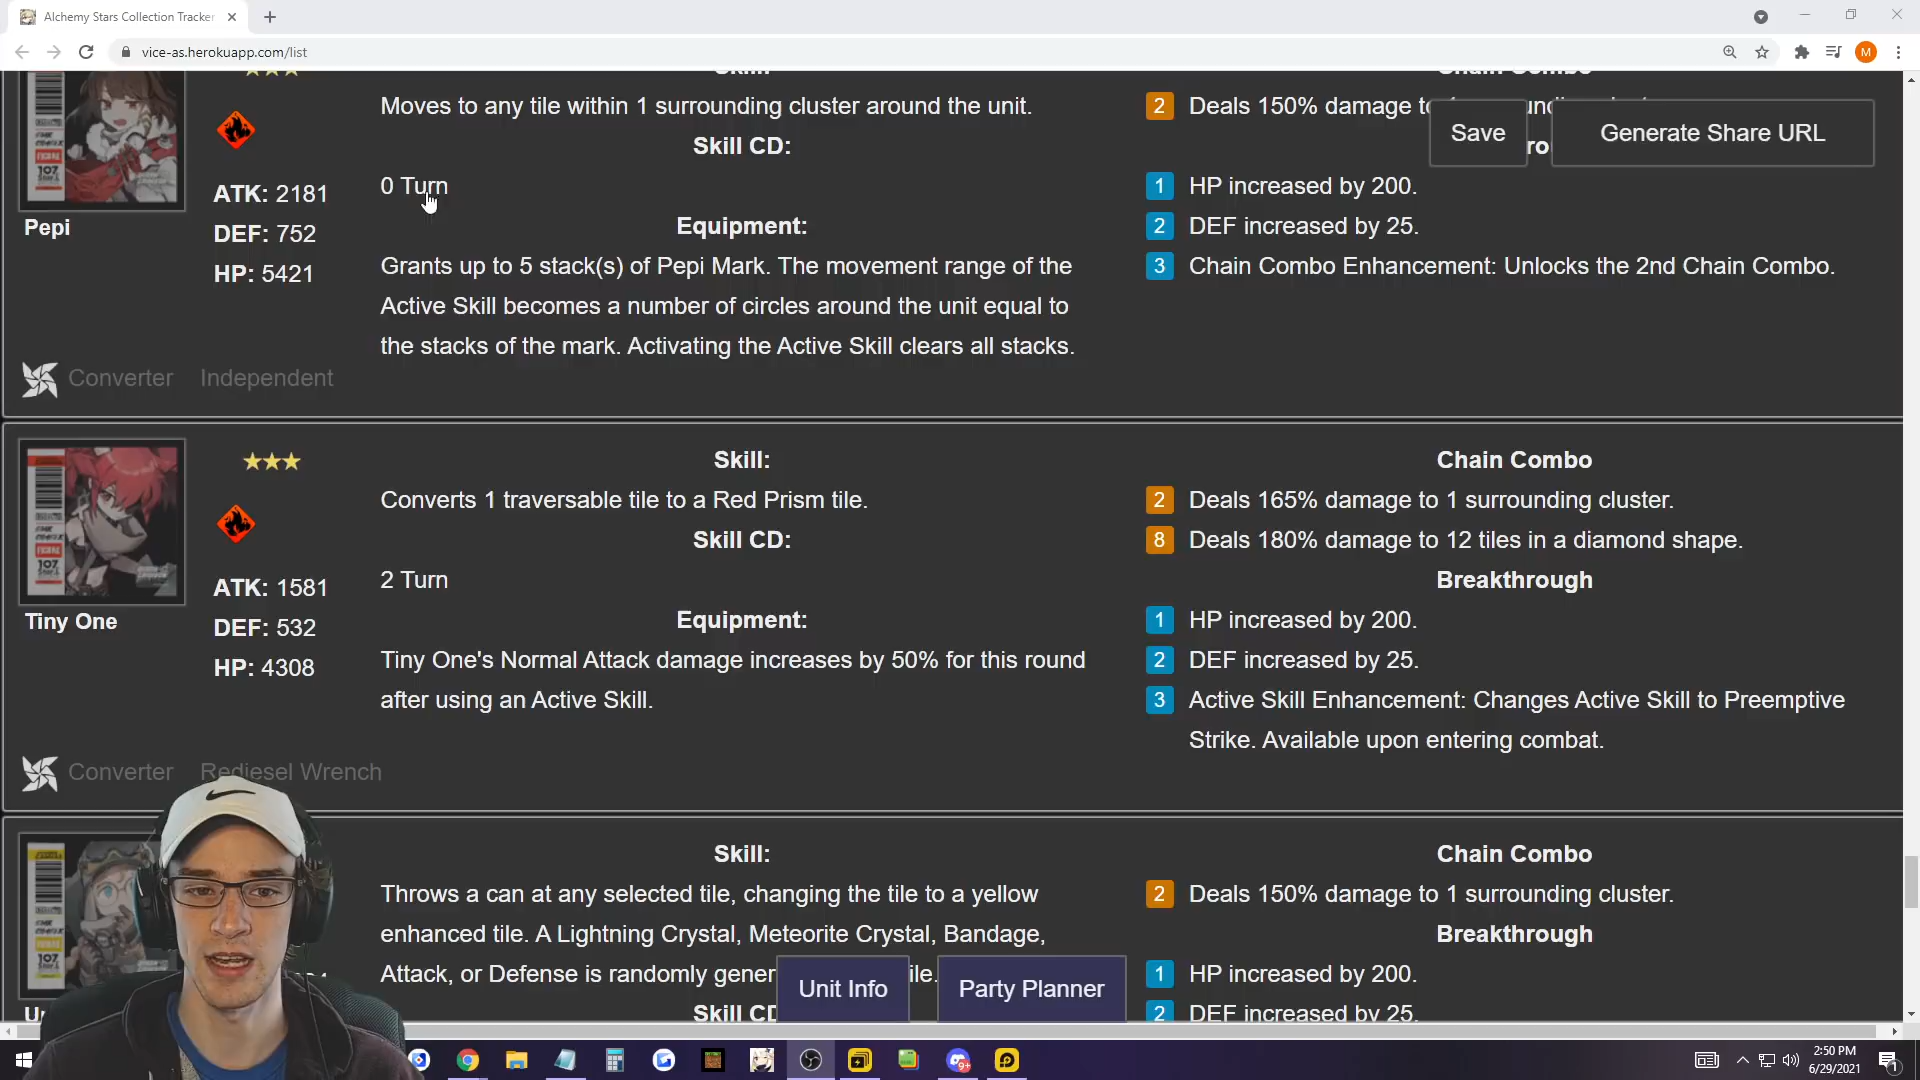 Alchemy Stars Collection Tracker
vice-as.herokuapp.com/list
M
Moves to any tile within 1 surrounding cluster around the unit.
2 Deals 150% damage to
Save
Generate Share URL
Skill CD:
ATK: 2181
0 Turn
1 HP increased by 200.
Pepi
DEF: 752
Equipment:
2 DEF increased by 25.
HP: 5421
Grants up to 5 stack(s) of Pepi Mark. The movement range of the
Active Skill becomes a number of circles around the unit equal to
the stacks of the mark. Activating the Active Skill clears all stacks.
3 Chain Combo Enhancement: Unlocks the 2nd Chain Combo.
Converter Independent
Skill:
Chain Combo
Converts 1 traversable tile to a Red Prism tile.
2 Deals 165% damage to 1 surrounding cluster.
Skill CD:
8 Deals 180% damage to 12 tiles in a diamond shape.
ATK: 1581
2 Turn
Breakthrough
Tiny One
DEF: 532
Equipment:
1 HP increased by 200.
HP: 4308
Tiny One's Normal Attack damage increases by 50% for this round
after using an Active Skill.
2 DEF increased by 25.
3 Active Skill Enhancement: Changes Active Skill to Preemptive
Strike. Available upon entering combat.
Converter Rediesel Wrench
Skill:
Chain Combo
Throws a can at any selected tile, changing the tile to a yellow
enhanced tile. A Lightning Crystal, Meteorite Crystal, Bandage,
Attack, or Defense is randomly gener
2 Deals 150% damage to 1 surrounding cluster.
Breakthrough
1 HP increased by 200.
Unit Info
Party Planner
Skill CD
2 DEF increased by 25.
2:50 PM
6/29/2021